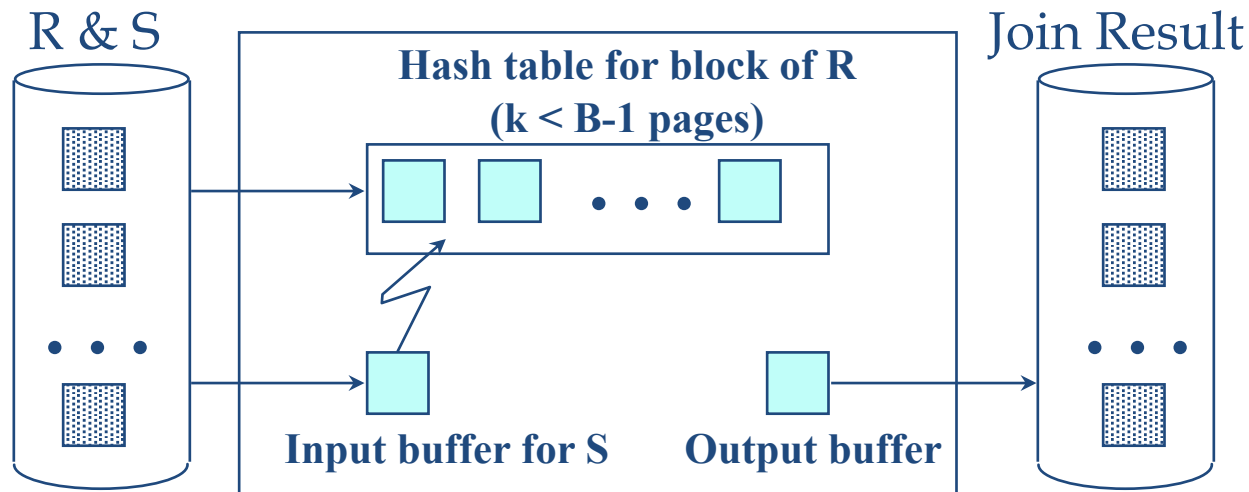 R & S
Join Result
Hash table for block of R
(k < B-1 pages)
• • •
• • •
• • •
Input buffer for S
Output buffer